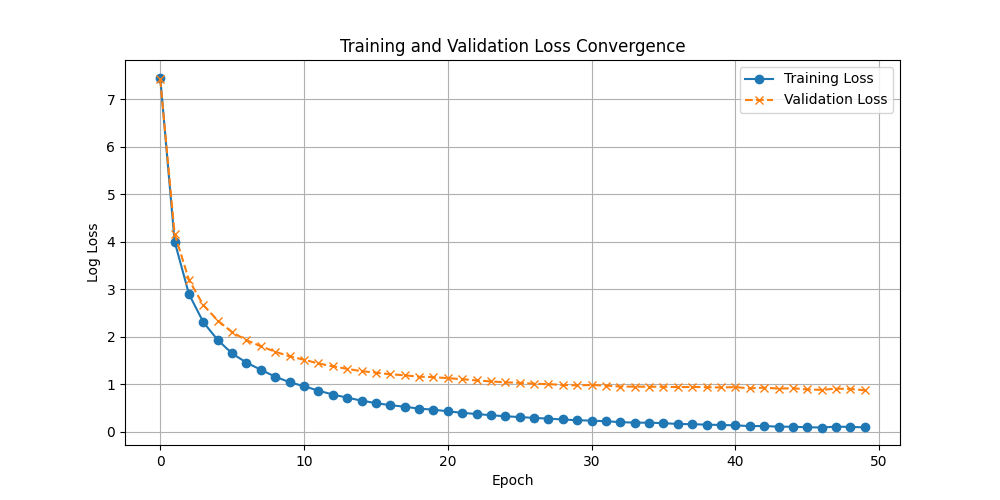 Training and Validation Loss Convergence
Training Loss
Validation Loss
7
6
5
4
3
2
1
0
Log Loss
0 10 20 30 40 50
Epoch